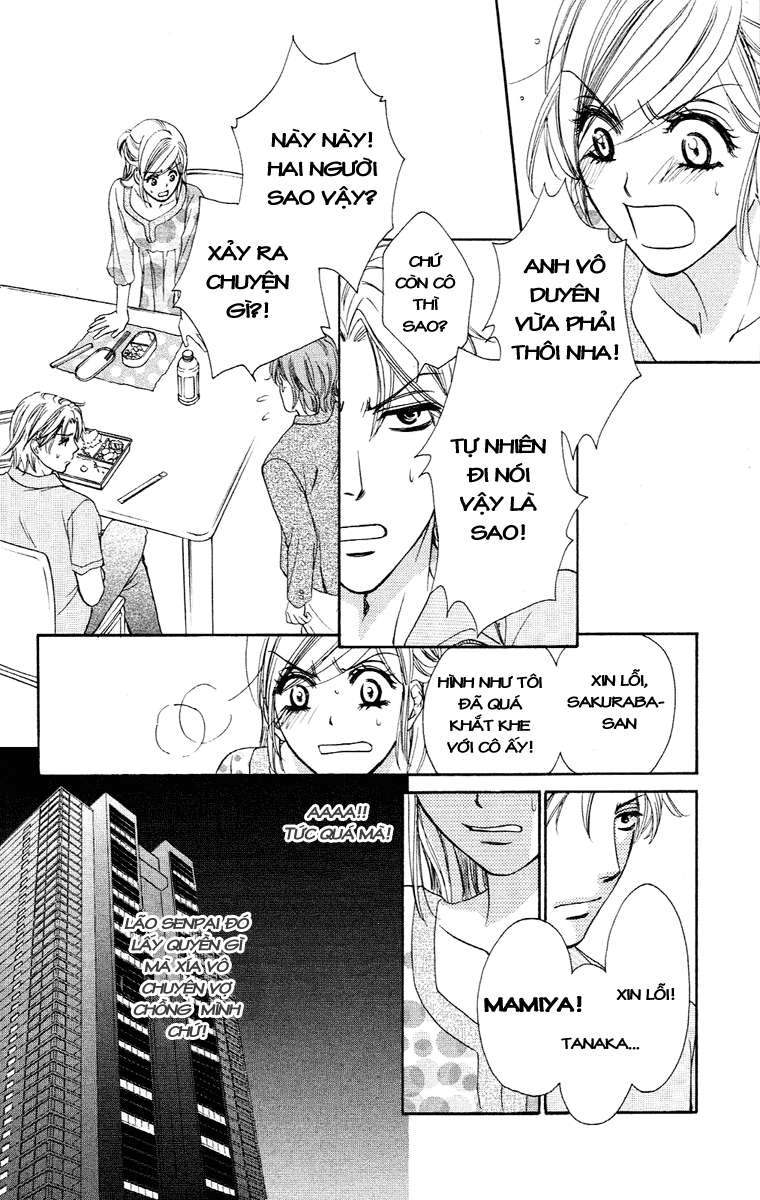 ANH VÔ
DUYÊN
VỪA PHẢI
THÔI NHA!
TỰ NHIÊN
ĐI NÓI
VẬY LÀ
SAO!
CHỨ
CÒN CÔ
THÌ
SAO?
NÀY NÀY!
HAI NGƯỜI
SAO VẬY?
XẢY RA
CHUYỆN
GÌ?!
XIN LỖI,
SAKURABA-
SAN
HÌNH NHƯ TÔI
ĐÃ QUÁ
KHẮT KHE
VỚI CÔ ẤY!
XIN LỖI!
TANAKA...
MAMIYA!
AAAA!!
TỨC QUÁ MÀ!
LÃO SENPAI ĐÓ
LẤY QUYỀN GÌ
MÀ XÍA VÔ
CHUYỆN VỢ
CHỒNG MÌNH
CHỨ!